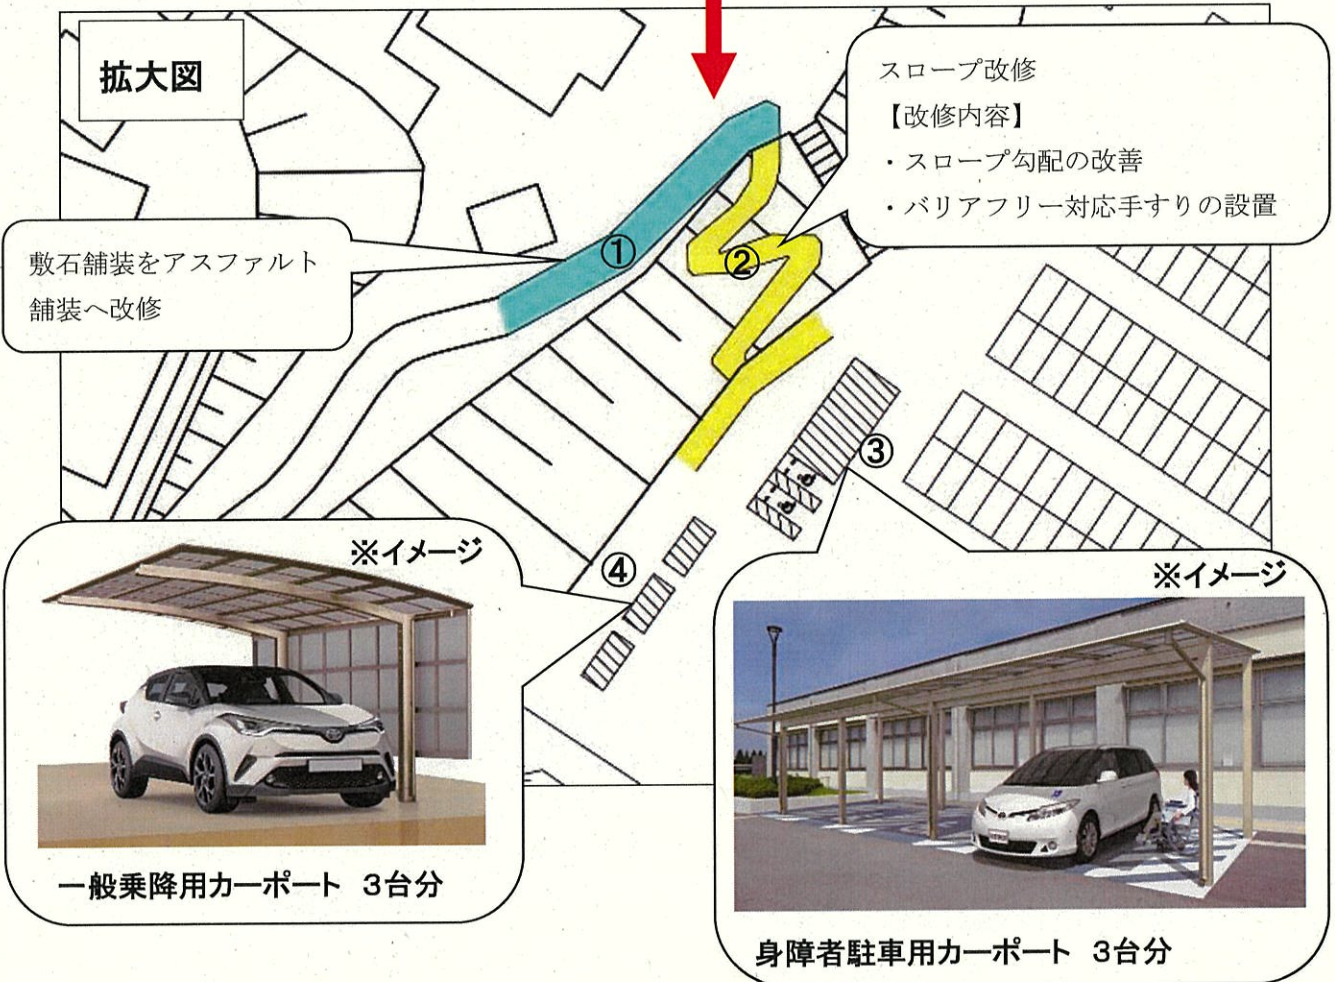 拡大図
スロープ改修
【改修内容】
・スロープ勾配の改善
・バリアフリー対応手すりの設置
敷石舗装をアスファルト
舗装へ改修
①
②
③
④
※イメージ
一般乗降用カーポート 3台分
※イメージ
身障者駐車用カーポート 3台分